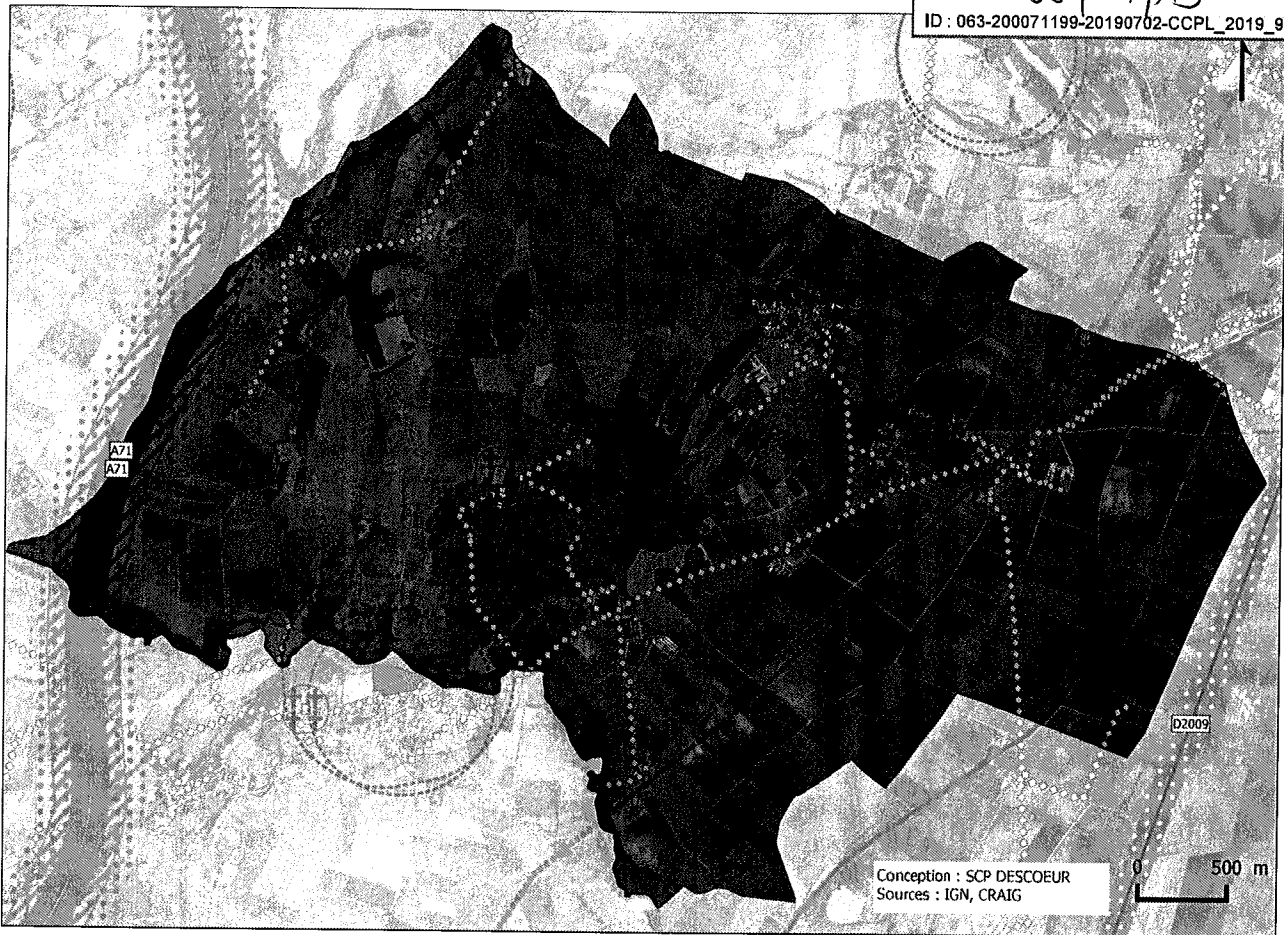 ID : 063-200071199-20190702-CCPL_2019_9
A71
A71
D2009
Conception : SCP DESCOEUR
Sources : IGN, CRAIG
0 500 m